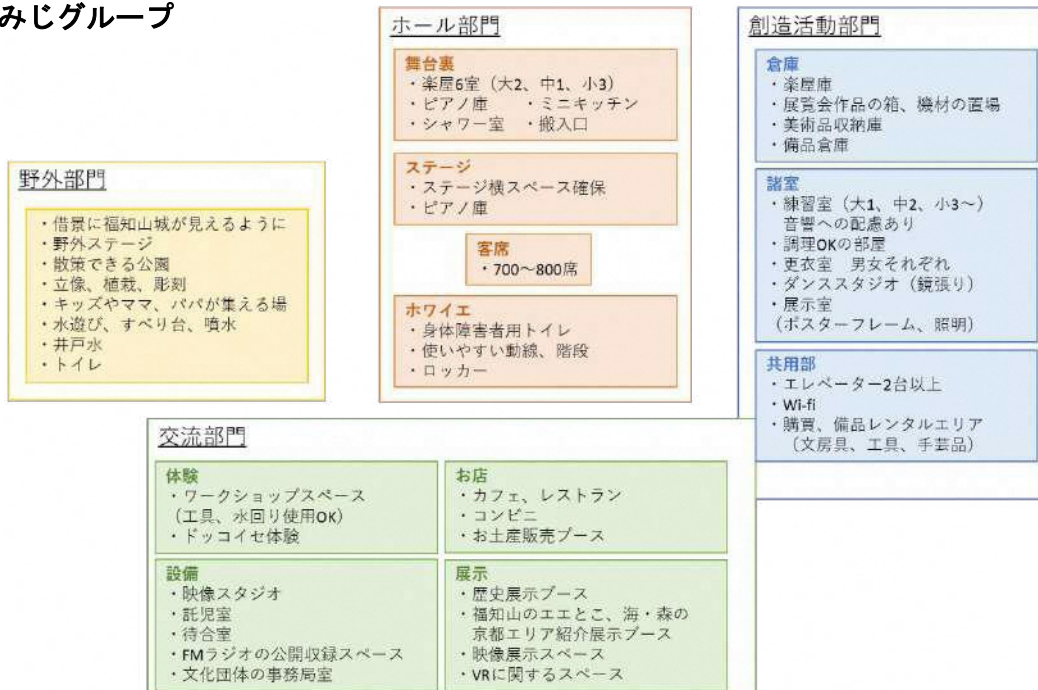 みじグループ
野外部門
・借景に福知山城が見えるように
・野外ステージ
・散策できる公園
・立像、植栽、彫刻
・キッズやママ、パパが集える場
・水遊び、すべり台、噴水
・井戸水
・トイレ
ホール部門
舞台裏
・楽屋6室（大2、中1、小3）
・ピアノ庫　・ミニキッチン
・シャワー室　・搬入口
ステージ
・ステージ横スペース確保
・ピアノ庫
客席
・700～800席
ホワイエ
・身体障害者用トイレ
・使いやすい動線、階段
・ロッカー
創造活動部門
倉庫
・楽屋庫
・展覧会作品の箱、機材の置場
・美術品収納庫
・備品倉庫
諸室
・練習室（大1、中2、小3～）
音響への配慮あり
・調理OKの部屋
・更衣室　男女それぞれ
・ダンススタジオ（鏡張り）
・展示室
（ポスターフレーム、照明）
共用部
・エレベーター2台以上
・Wi-fi
・購買、備品レンタルエリア
（文房具、工具、手芸品）
交流部門
体験
・ワークショップスペース
（工具、水回り使用OK）
・ドッコイセ体験
お店
・カフェ、レストラン
・コンビニ
・お土産販売ブース
設備
・映像スタジオ
・託児室
・待合室
・FMラジオの公開収録スペース
・文化団体の事務局室
展示
・歴史展示ブース
・福知山のエエとこ、海・森の
京都エリア紹介展示ブース
・映像展示スペース
・VRに関するスペース